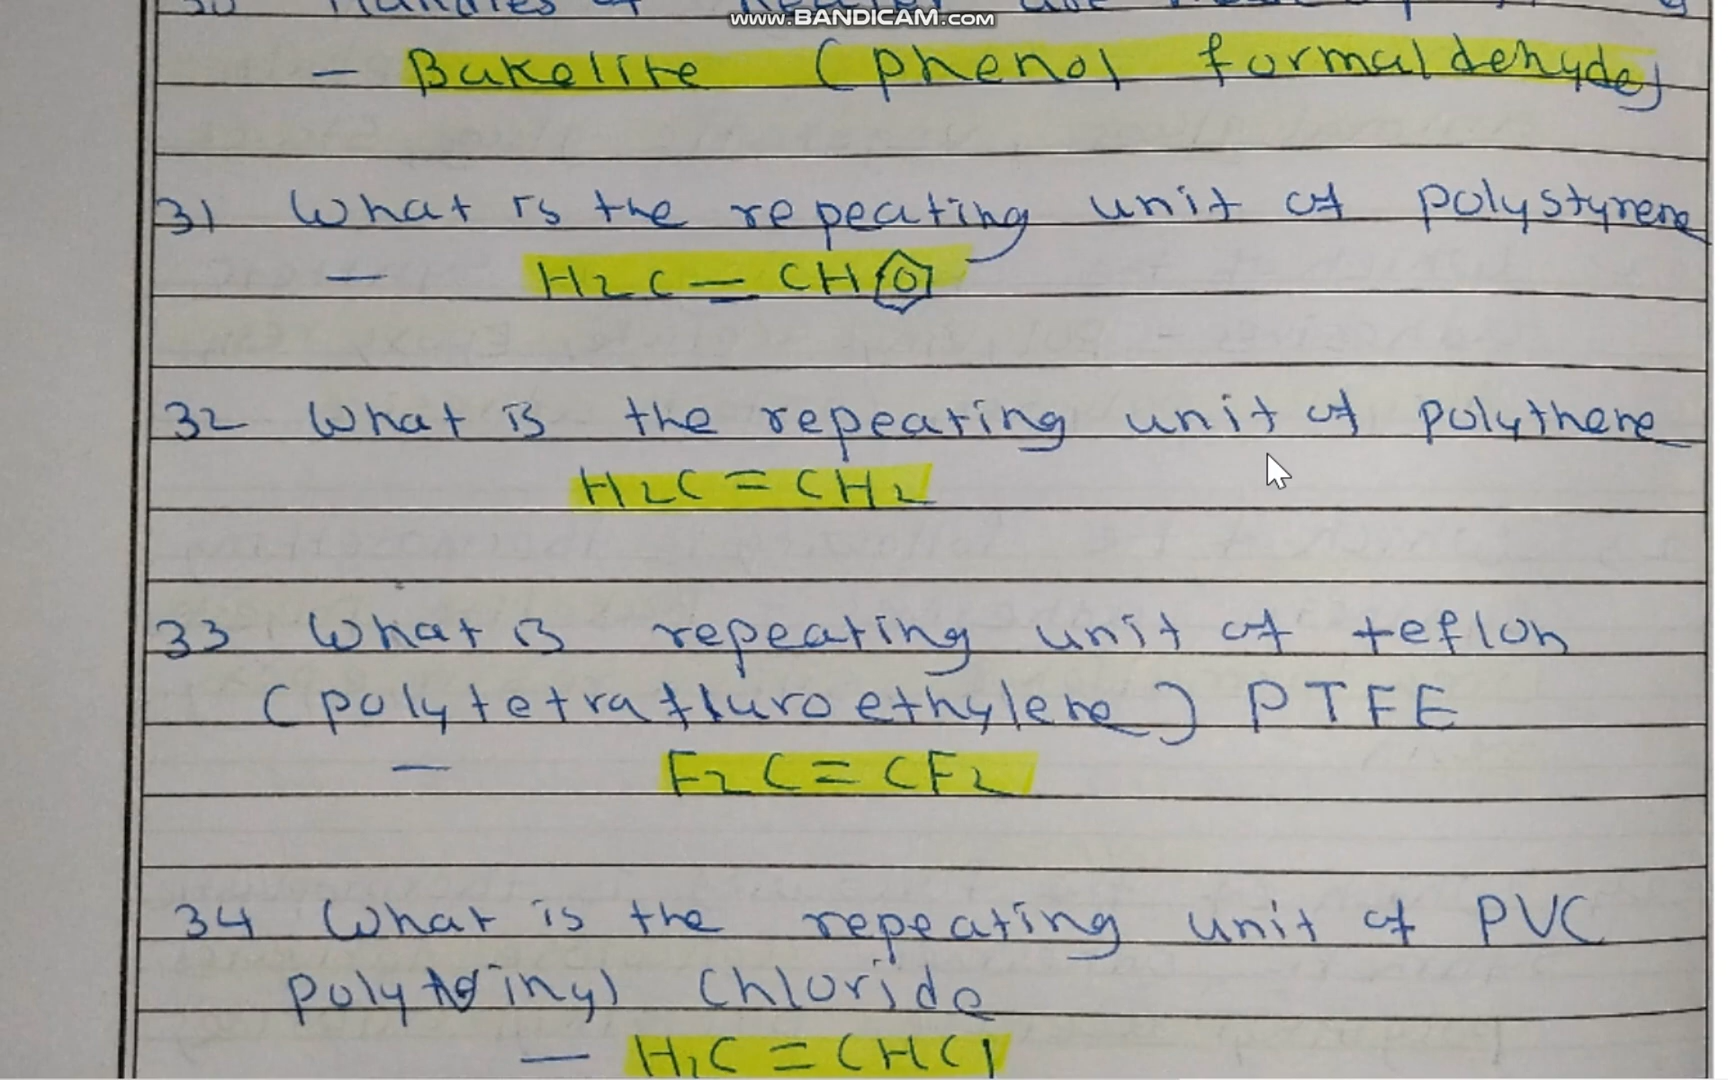 www.BANDICAM.com
- Bakelite (phenol formaldehyde)
31 What is the repeating unit of polystyrene
- H2C = CH
32 What is the repeating unit of polythene
H2C = CH2
33 What is repeating unit of teflon
(polytetrafluroethylene) PTFE
- F2C = CF2
34 What is the repeating unit of PVC
poly vinyl chloride
- H2C = CHCl